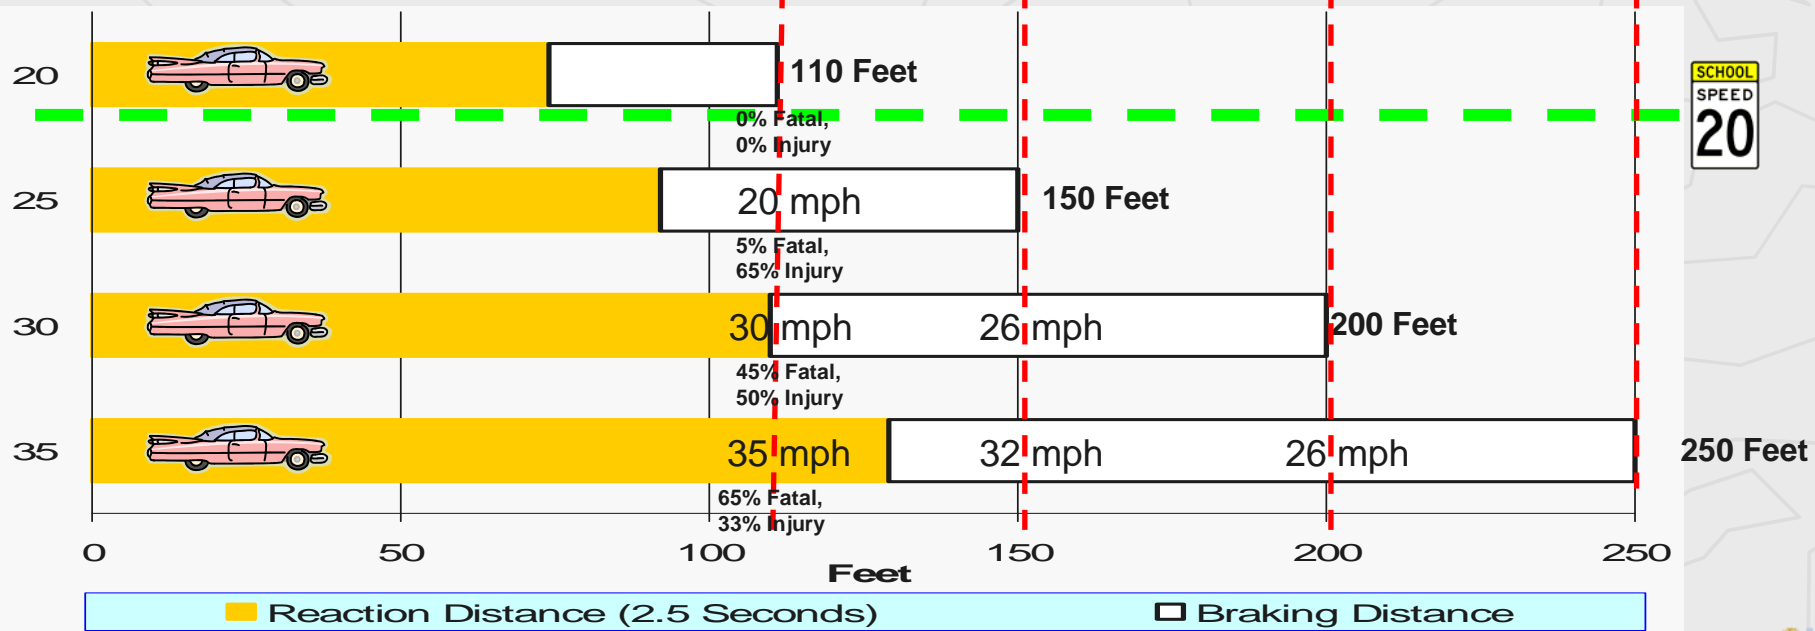 20
110 Feet
SCHOOL
SPEED
20
0% Fatal,
0% Injury
25
20 mph
150 Feet
5% Fatal,
65% Injury
30
30 mph
26 mph
200 Feet
45% Fatal,
50% Injury
35
35 mph
32 mph
26 mph
250 Feet
65% Fatal,
33% Injury
0
50
100
150
200
250
Feet
Reaction Distance (2.5 Seconds)
Braking Distance